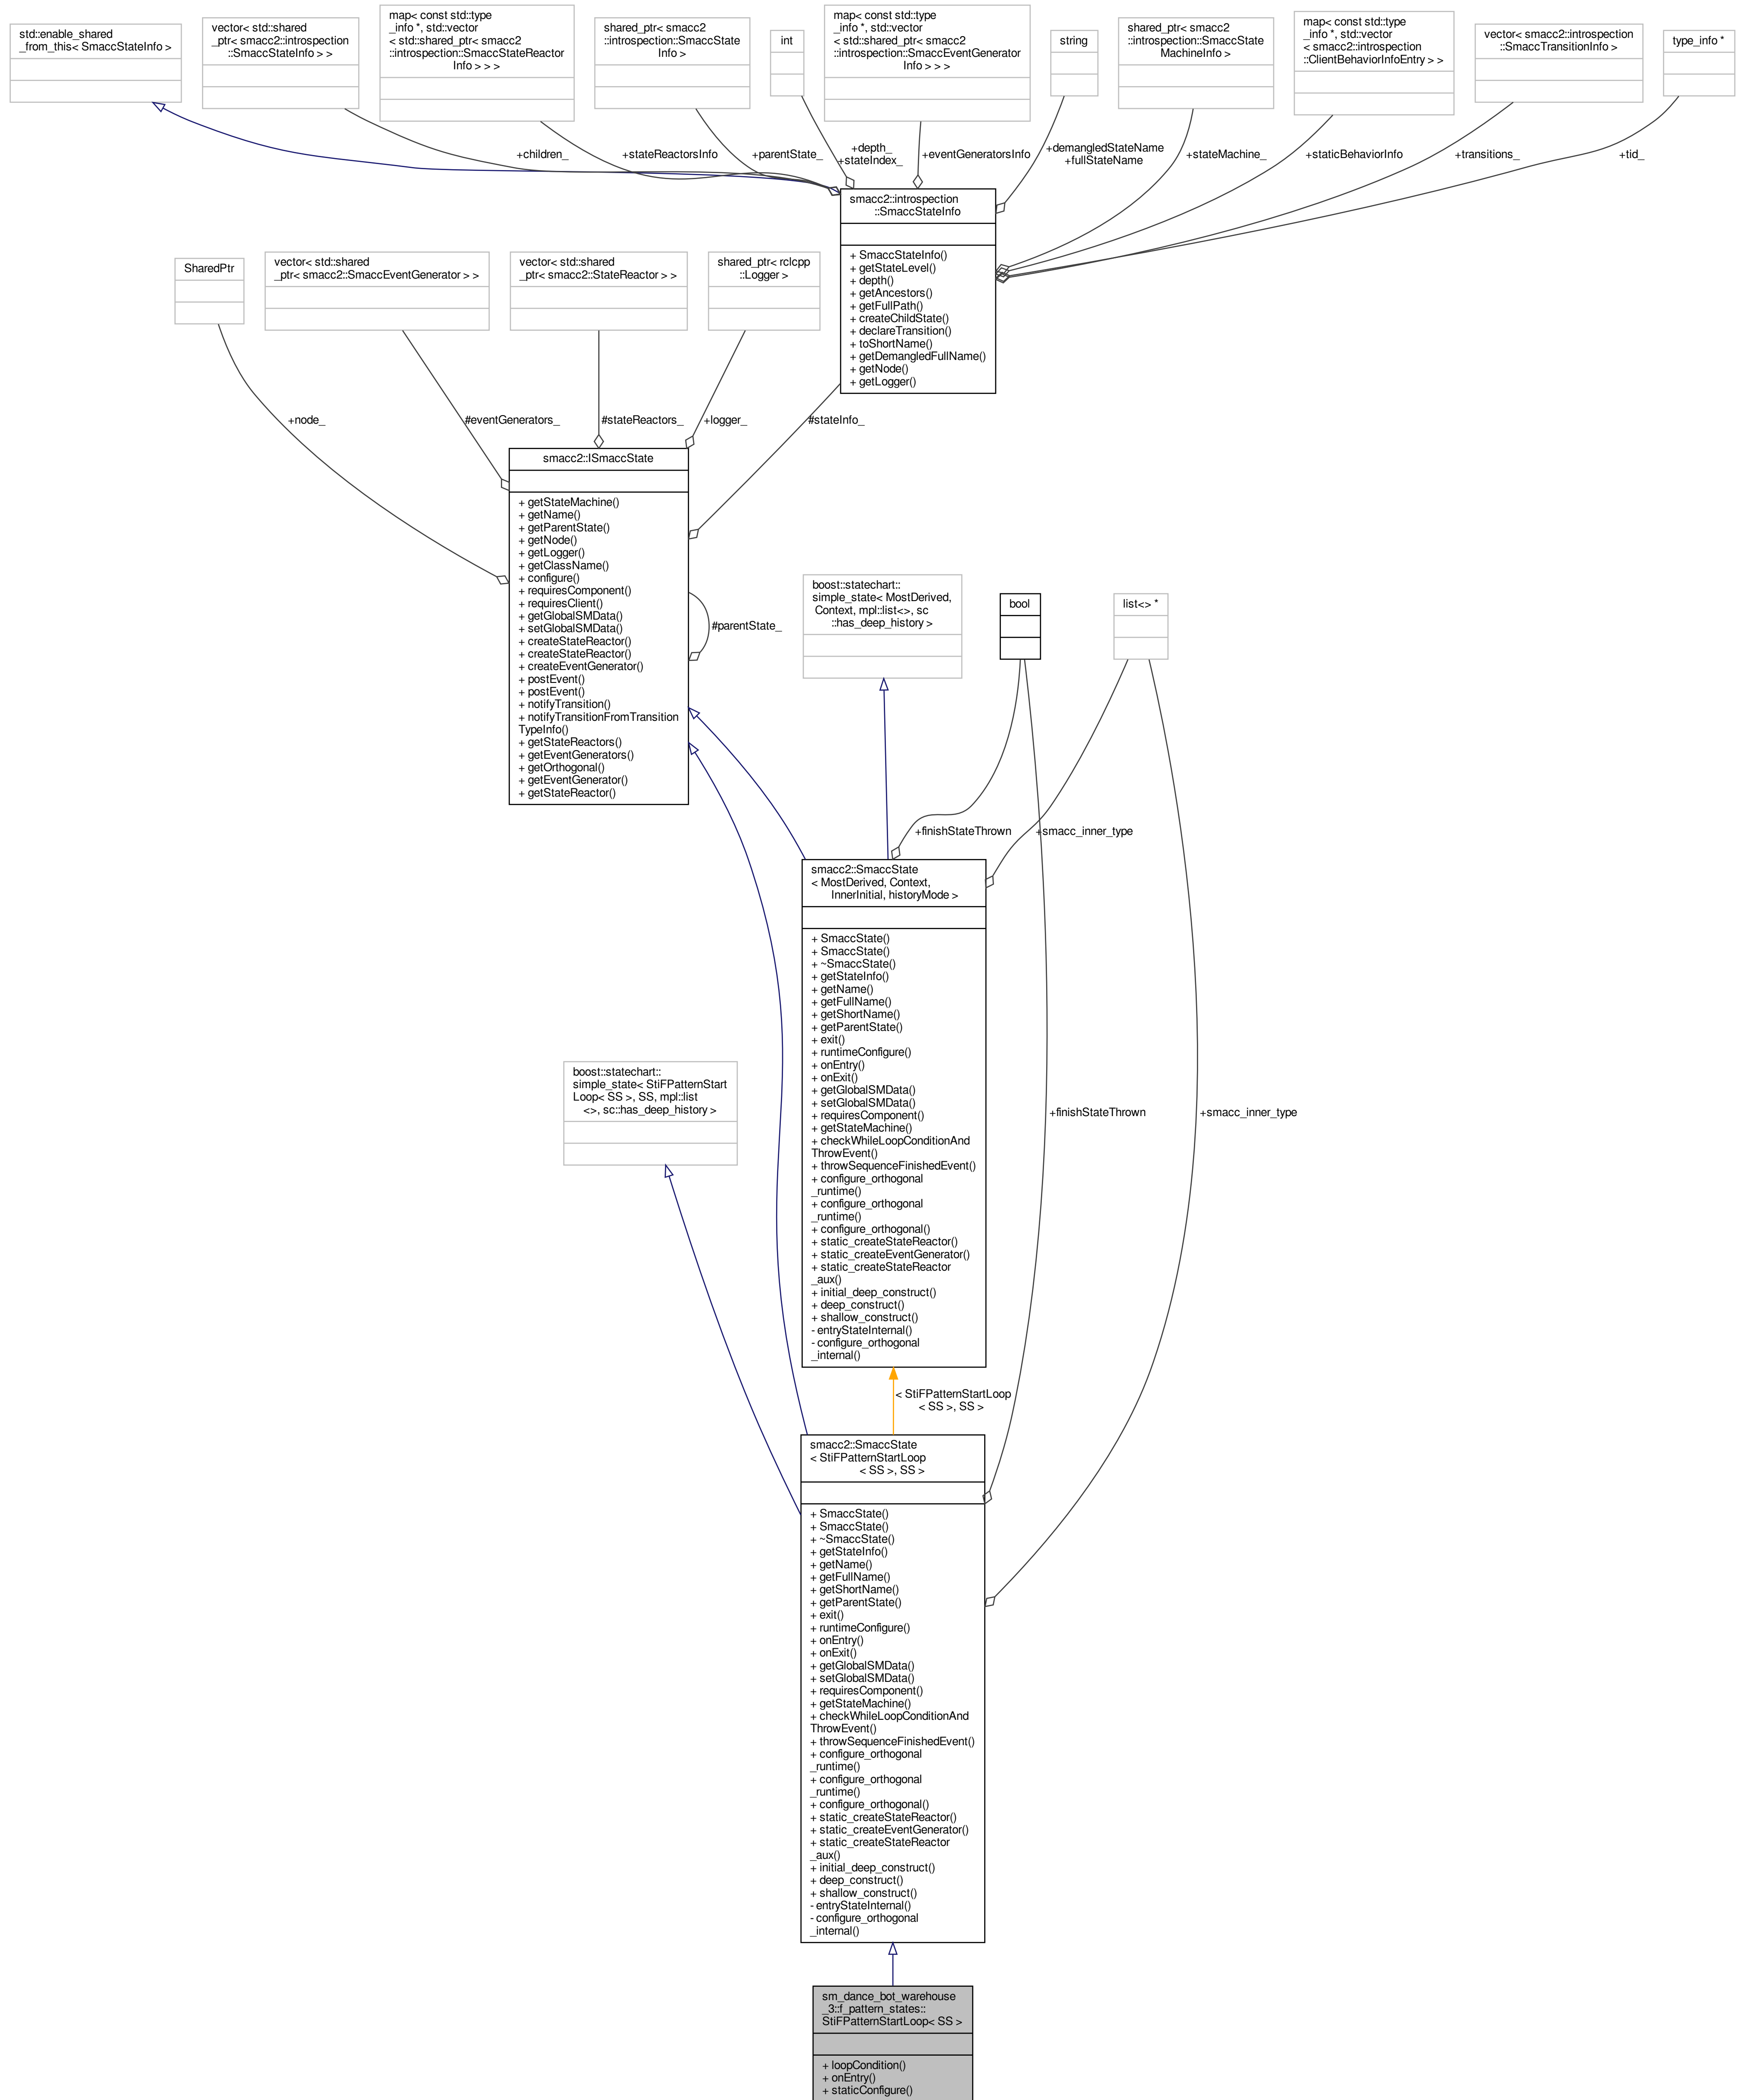 std::enable_shared
_from_this< SmaccStateInfo >
vector< std::shared
_ptr< smacc2::introspection
::SmaccStateInfo > >
map< const std::type
_info *, std::vector
< std::shared_ptr< smacc2
::introspection::SmaccStateReactor
Info > > >
shared_ptr< smacc2
::introspection::SmaccState
Info >
int
map< const std::type
_info *, std::vector
< std::shared_ptr< smacc2
::introspection::SmaccEventGenerator
Info > > >
string
shared_ptr< smacc2
::introspection::SmaccState
MachineInfo >
map< const std::type
_info *, std::vector
< smacc2::introspection
::ClientBehaviorInfoEntry > >
vector< smacc2::introspection
::SmaccTransitionInfo >
type_info *
+children_
+stateReactorsInfo
+parentState_
+depth_
+stateIndex_
+eventGeneratorsInfo
+demangledStateName
+fullStateName
+stateMachine_
+staticBehaviorInfo
+transitions_
+tid_
smacc2::introspection
::SmaccStateInfo
+ SmaccStateInfo()
+ getStateLevel()
+ depth()
+ getAncestors()
+ getFullPath()
+ createChildState()
+ declareTransition()
+ toShortName()
+ getDemangledFullName()
+ getNode()
+ getLogger()
SharedPtr
vector< std::shared
_ptr< smacc2::SmaccEventGenerator > >
vector< std::shared
_ptr< smacc2::StateReactor > >
shared_ptr< rclcpp
::Logger >
+node_
#eventGenerators_
#stateReactors_
+logger_
#stateInfo_
smacc2::ISmaccState
+ getStateMachine()
+ getName()
+ getParentState()
+ getNode()
+ getLogger()
+ getClassName()
+ configure()
+ requiresComponent()
+ requiresClient()
+ getGlobalSMData()
+ setGlobalSMData()
+ createStateReactor()
+ createStateReactor()
+ createEventGenerator()
+ postEvent()
+ postEvent()
+ notifyTransition()
+ notifyTransitionFromTransition
TypeInfo()
+ getStateReactors()
+ getEventGenerators()
+ getOrthogonal()
+ getEventGenerator()
+ getStateReactor()
#parentState_
boost::statechart::
simple_state< MostDerived,
Context, mpl::list<>, sc
::has_deep_history >
bool
list<> *
+finishStateThrown
+smacc_inner_type
smacc2::SmaccState
< MostDerived, Context,
InnerInitial, historyMode >
+ SmaccState()
+ SmaccState()
+ ~SmaccState()
+ getStateInfo()
+ getName()
+ getFullName()
+ getShortName()
+ getParentState()
+ exit()
+ runtimeConfigure()
+ onEntry()
+ onExit()
+ getGlobalSMData()
+ setGlobalSMData()
+ requiresComponent()
+ getStateMachine()
+ checkWhileLoopConditionAnd
ThrowEvent()
+ throwSequenceFinishedEvent()
+ configure_orthogonal
_runtime()
+ configure_orthogonal
_runtime()
+ configure_orthogonal()
+ static_createStateReactor()
+ static_createEventGenerator()
+ static_createStateReactor
_aux()
+ initial_deep_construct()
+ deep_construct()
+ shallow_construct()
- entryStateInternal()
- configure_orthogonal
_internal()
boost::statechart::
simple_state< StiFPatternStart
Loop< SS >, SS, mpl::list
<>, sc::has_deep_history >
+finishStateThrown
+smacc_inner_type
< StiFPatternStartLoop
< SS >, SS >
smacc2::SmaccState
< StiFPatternStartLoop
< SS >, SS >
+ SmaccState()
+ SmaccState()
+ ~SmaccState()
+ getStateInfo()
+ getName()
+ getFullName()
+ getShortName()
+ getParentState()
+ exit()
+ runtimeConfigure()
+ onEntry()
+ onExit()
+ getGlobalSMData()
+ setGlobalSMData()
+ requiresComponent()
+ getStateMachine()
+ checkWhileLoopConditionAnd
ThrowEvent()
+ throwSequenceFinishedEvent()
+ configure_orthogonal
_runtime()
+ configure_orthogonal
_runtime()
+ configure_orthogonal()
+ static_createStateReactor()
+ static_createEventGenerator()
+ static_createStateReactor
_aux()
+ initial_deep_construct()
+ deep_construct()
+ shallow_construct()
- entryStateInternal()
- configure_orthogonal
_internal()
sm_dance_bot_warehouse
_3::f_pattern_states::
StiFPatternStartLoop< SS >
+ loopCondition()
+ onEntry()
+ staticConfigure()